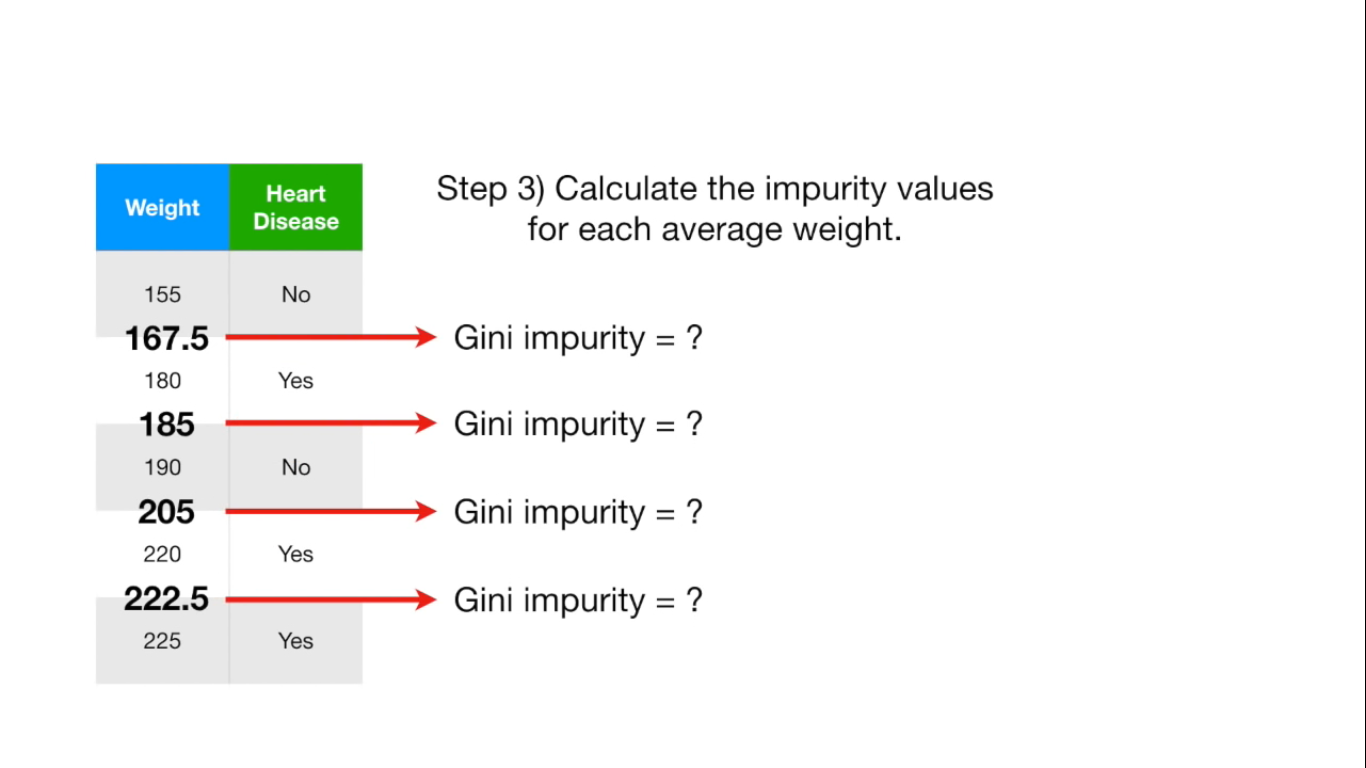 Step 3) Calculate the impurity values
for each average weight.
Weight
Heart
Disease
155 No
167.5 Gini impurity = ?
180 Yes
185 Gini impurity = ?
190 No
205 Gini impurity = ?
220 Yes
222.5 Gini impurity = ?
225 Yes